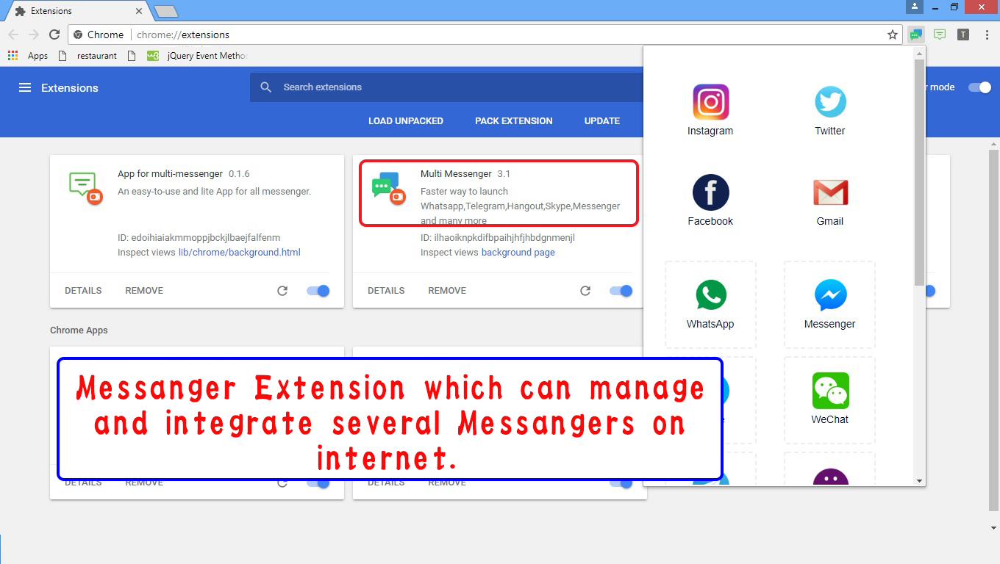 Extensions
Chrome chrome://extensions
T
Apps restaurant jQuery Event Metho
Extensions
Search extensions
r mode
LOAD UNPACKED PACK EXTENSION UPDATE
App for multi-messenger 0.1.6
An easy-to-use and lite App for all messenger.
ID: edoihiaiakmmoppjbckjlbaejfalfenm
Inspect views lib/chrome/background.html
DETAILS REMOVE
Multi Messenger 3.1
Faster way to launch
Whatsapp,Telegram,Hangout,Skype,Messenger
and many more
ID: ilhaoiknpkdifbpaihjhfjhbdgnmenjl
Inspect views background page
DETAILS REMOVE
Instagram Twitter
Facebook Gmail
WhatsApp Messenger
WeChat
Chrome Apps
Messanger Extension which can manage
and integrate several Messangers on
internet.
DETAILS REMOVE
DETAILS REMOVE